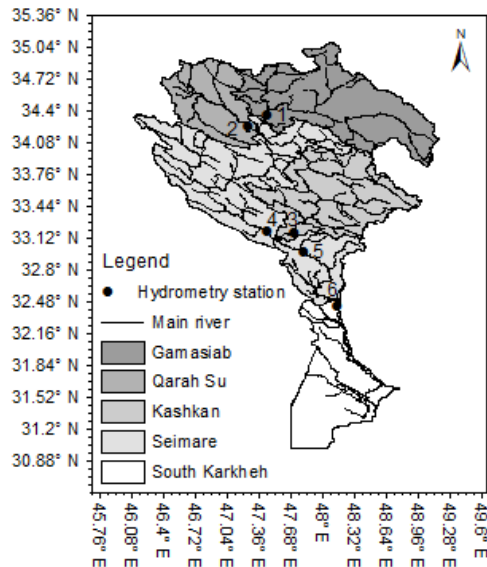 35.36° N
35.04° N
34.72° N
34.4° N
34.08° N
33.76° N
33.44° N
33.12° N
32.8° N
32.48° N
32.16° N
31.84° N
31.52° N
31.2° N
30.88° N
N
1
2
4
3
5
6
Legend
Hydrometry station
Main river
Gamasiab
Qarah Su
Kashkan
Seimare
South Karkheh
45.76° E
46.08° E
46.4° E
46.72° E
47.04° E
47.36° E
47.68° E
48° E
48.32° E
48.64° E
48.96° E
49.28° E
49.6° E